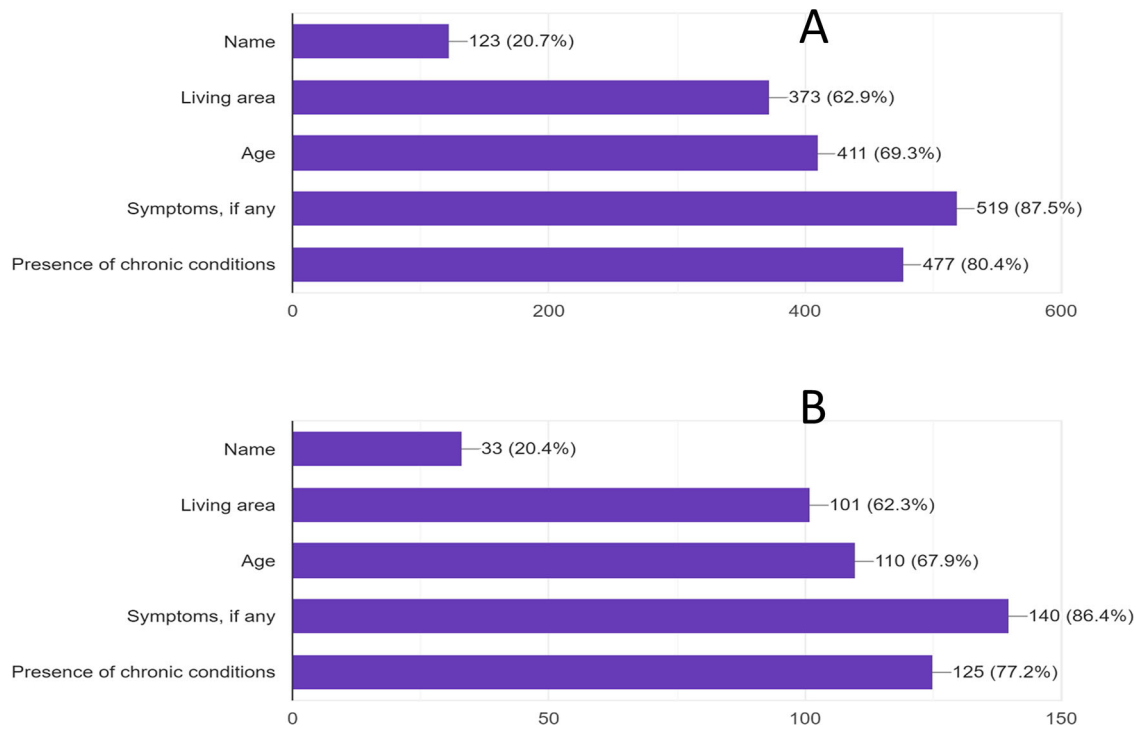 A
Name 123 (20.7%)
Living area 373 (62.9%)
Age 411 (69.3%)
Symptoms, if any 519 (87.5%)
Presence of chronic conditions 477 (80.4%)
0 200 400 600
B
Name 33 (20.4%)
Living area 101 (62.3%)
Age 110 (67.9%)
Symptoms, if any 140 (86.4%)
Presence of chronic conditions 125 (77.2%)
0 50 100 150